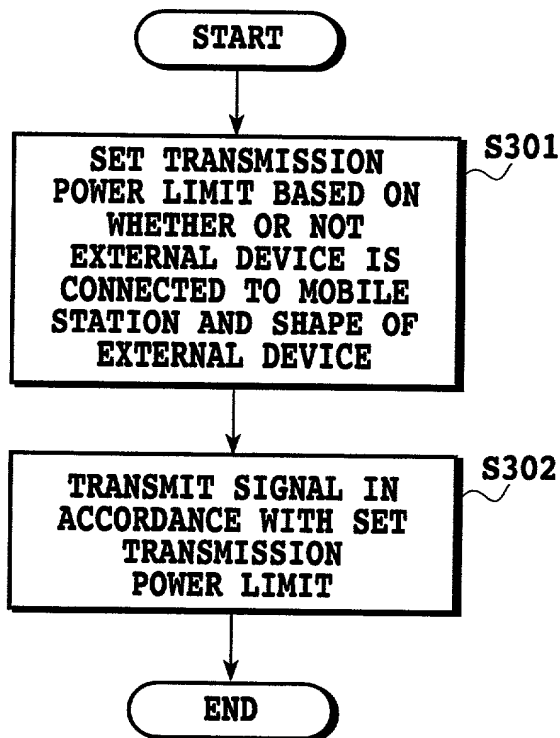 START
S301
SET TRANSMISSION
POWER LIMIT BASED ON
WHETHER OR NOT
EXTERNAL DEVICE IS
CONNECTED TO MOBILE
STATION AND SHAPE OF
EXTERNAL DEVICE
S302
TRANSMIT SIGNAL IN
ACCORDANCE WITH SET
TRANSMISSION
POWER LIMIT
END